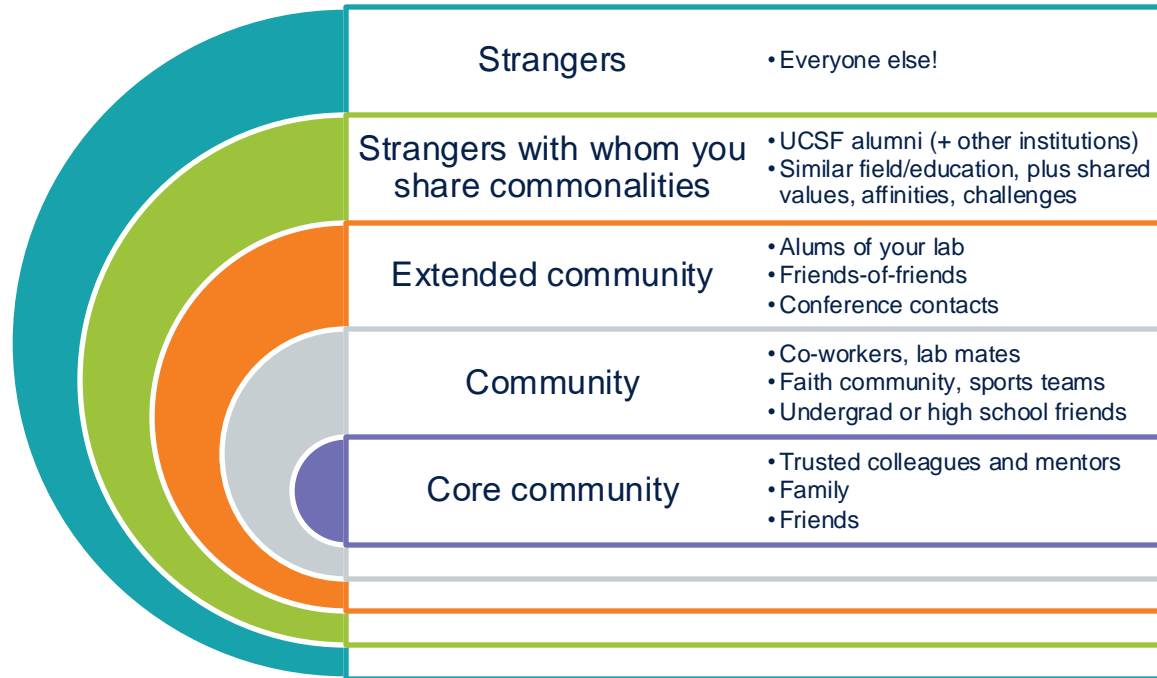 Strangers
• Everyone else!
Strangers with whom you
share commonalities
• UCSF alumni (+ other institutions)
• Similar field/education, plus shared
values, affinities, challenges
Extended community
• Alums of your lab
• Friends-of-friends
• Conference contacts
Community
• Co-workers, lab mates
• Faith community, sports teams
• Undergrad or high school friends
Core community
• Trusted colleagues and mentors
• Family
• Friends